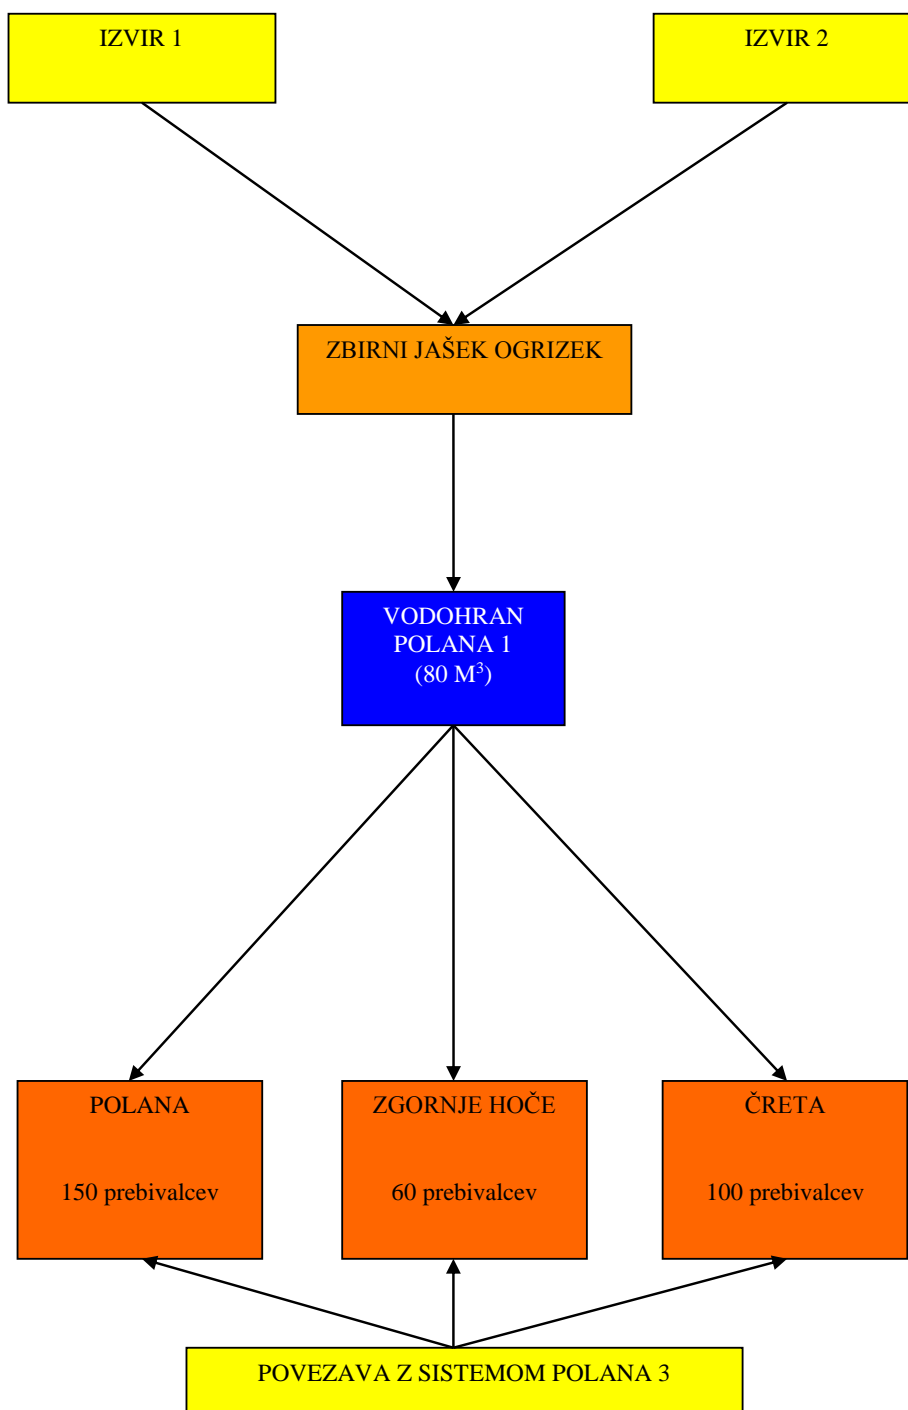 IZVIR 1
IZVIR 2
ZBIRNI JAŠEK OGRIZEK
VODOHRAN
POLANA 1
(80 M³)
POLANA
150 prebivalcev
ZGORNJE HOČE
60 prebivalcev
ČRETA
100 prebivalcev
POVEZAVA Z SISTEMOM POLANA 3